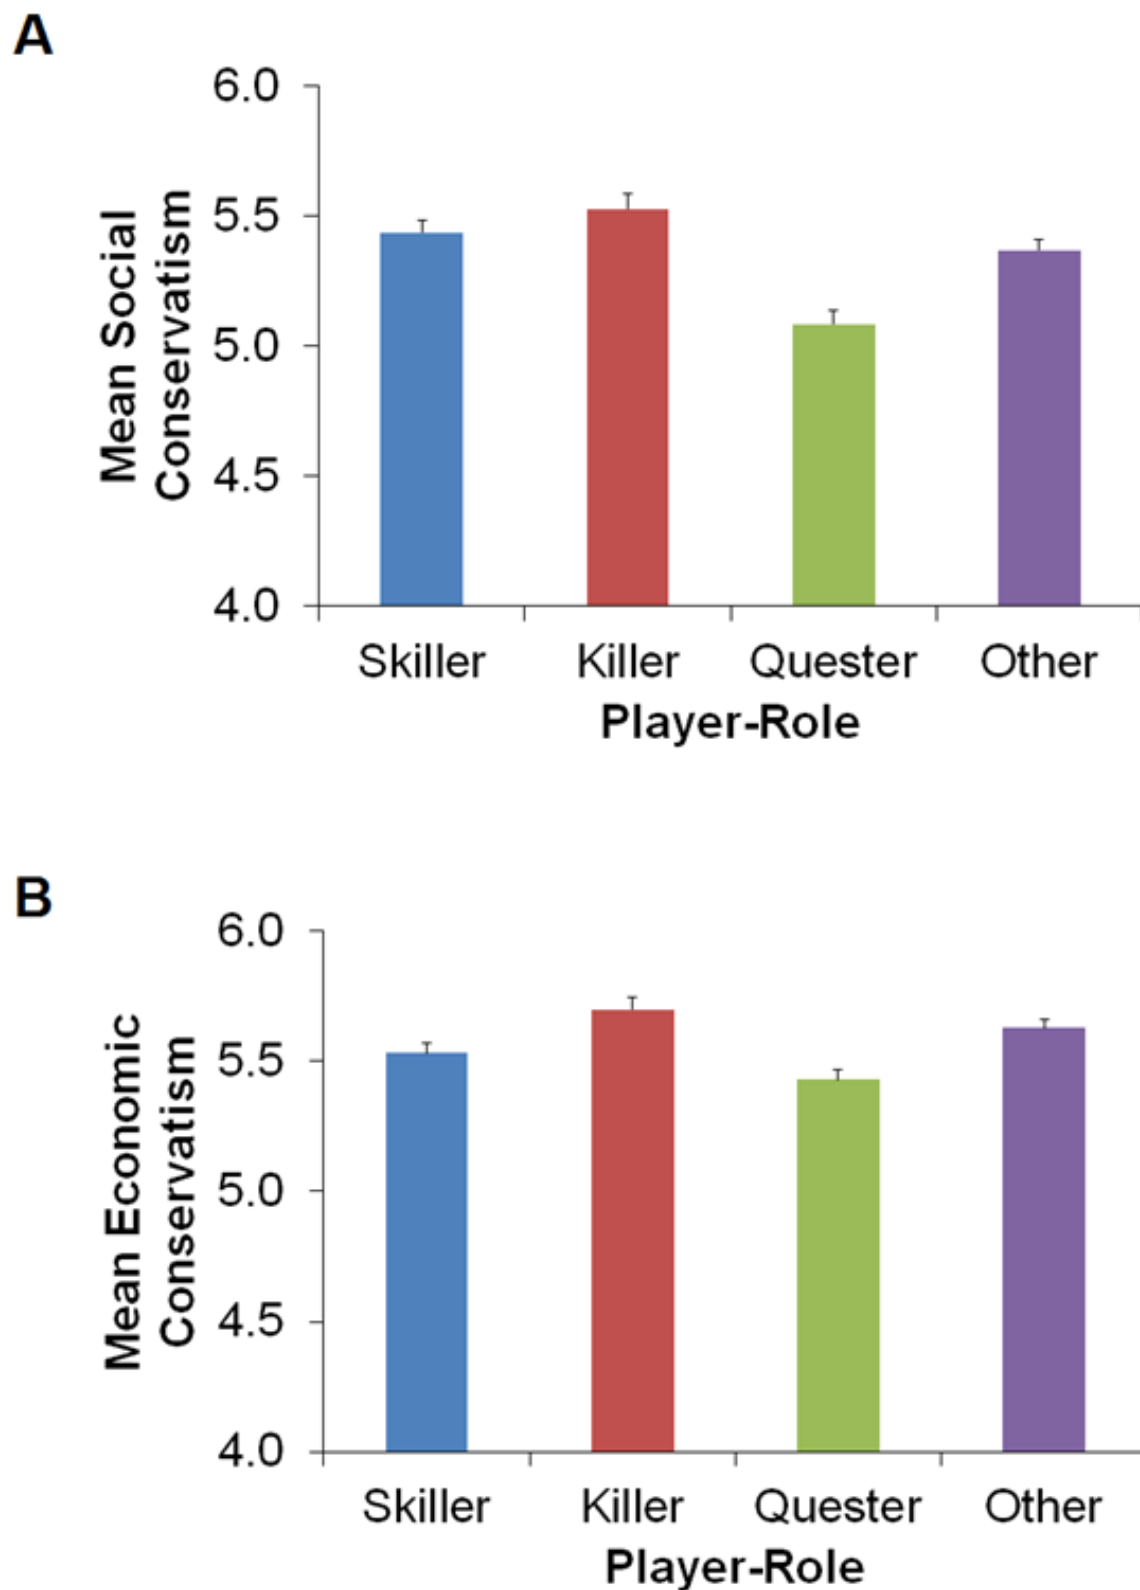 A
6.0
5.5
5.0
4.5
4.0
Mean Social
Conservatism
Skiller Killer Quester Other
Player-Role
B
6.0
5.5
5.0
4.5
4.0
Mean Economic
Conservatism
Skiller Killer Quester Other
Player-Role